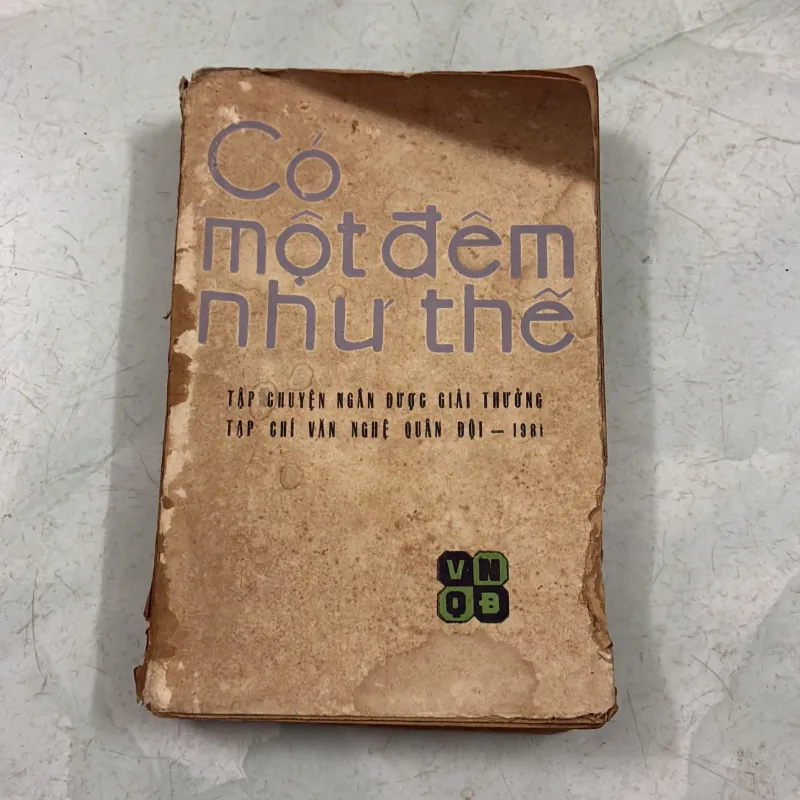 Có
một đêm
như thế
TẬP CHUYỆN NGẮN ĐƯỢC GIẢI THƯỞNG
TẠP CHÍ VĂN NGHỆ QUÂN ĐỘI — 1981
VN
QĐ